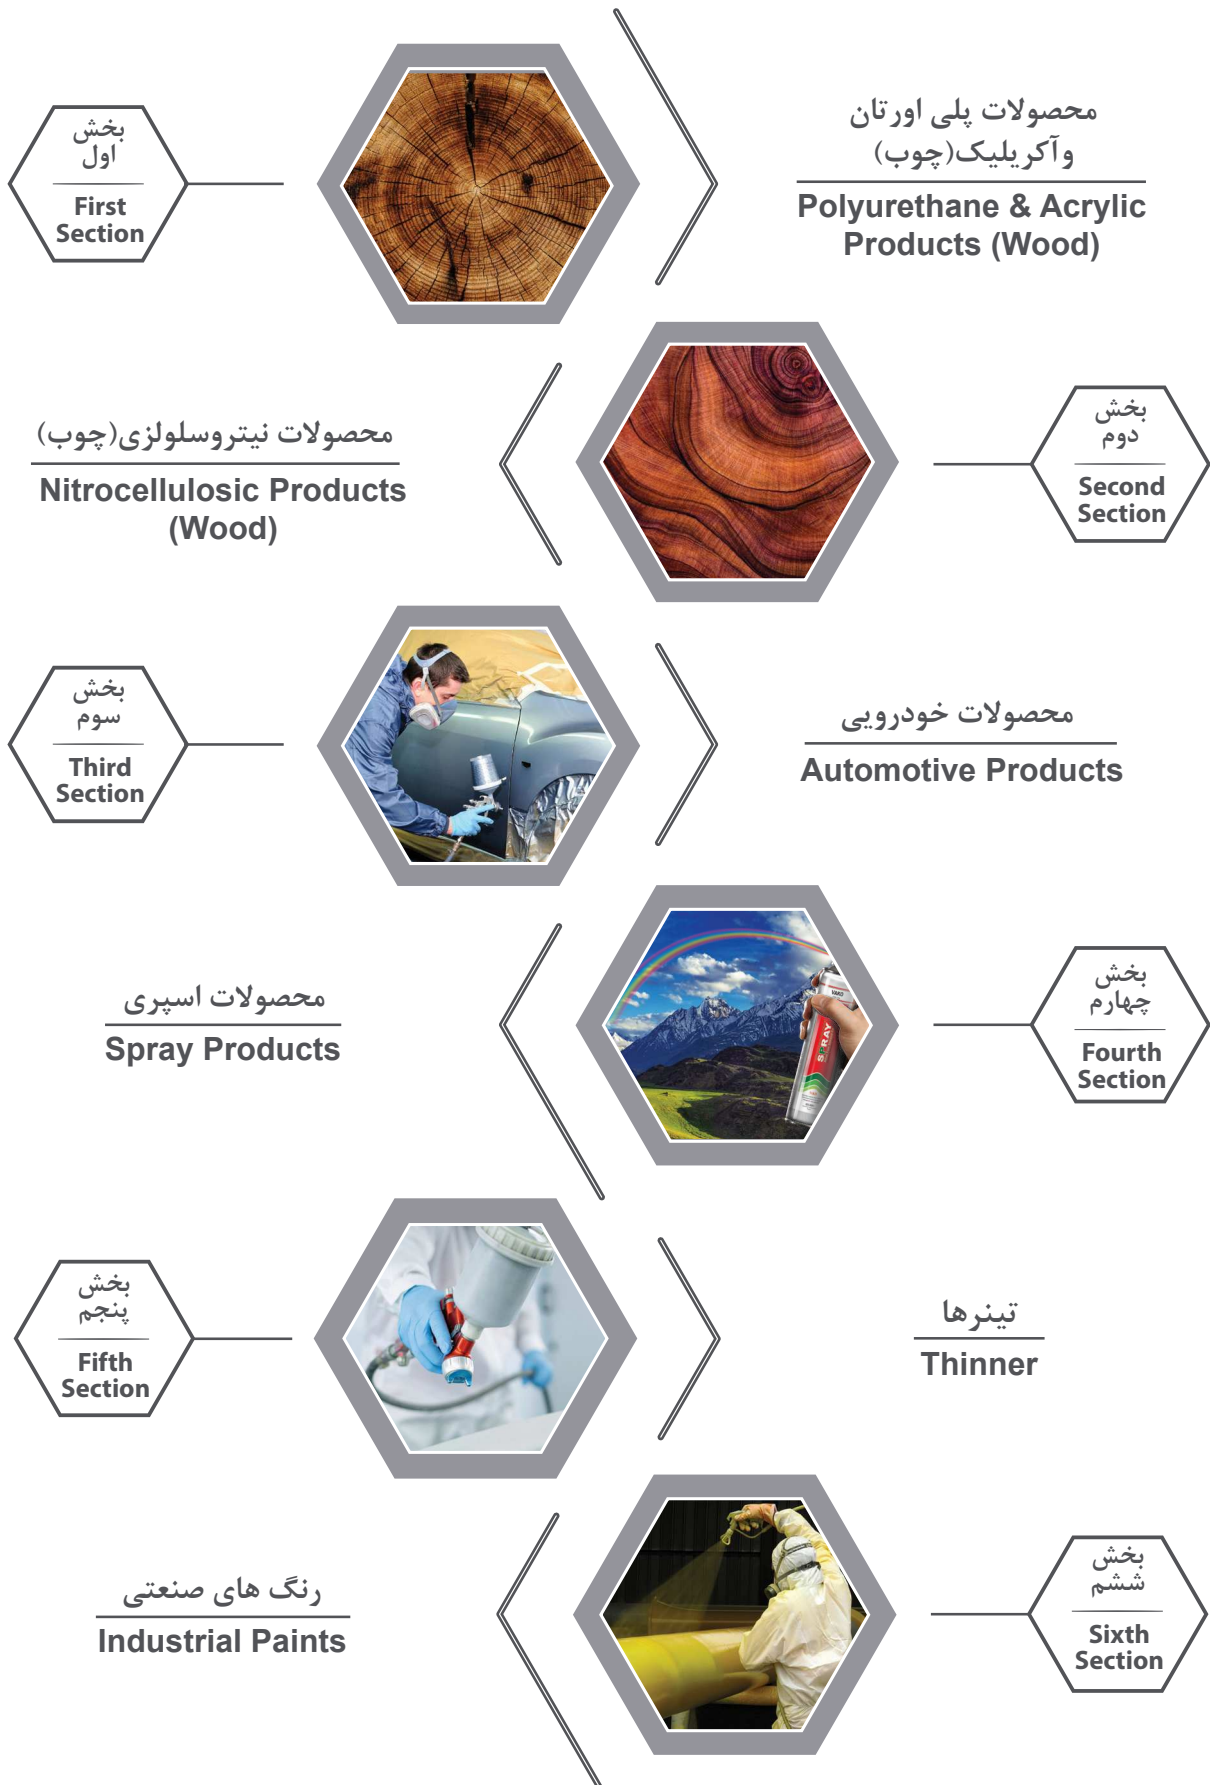 بخش
اول
First
Section
محصولات پلی اورتان
وآکریلیک(چوب)
Polyurethane & Acrylic
Products (Wood)
محصولات نیتروسلولزی(چوب)
Nitrocellulosic Products
(Wood)
بخش
دوم
Second
Section
بخش
سوم
Third
Section
محصولات خودرویی
Automotive Products
محصولات اسپری
Spray Products
SPRAY
بخش
چهارم
Fourth
Section
بخش
پنجم
Fifth
Section
تینرها
Thinner
رنگ های صنعتی
Industrial Paints
بخش
ششم
Sixth
Section